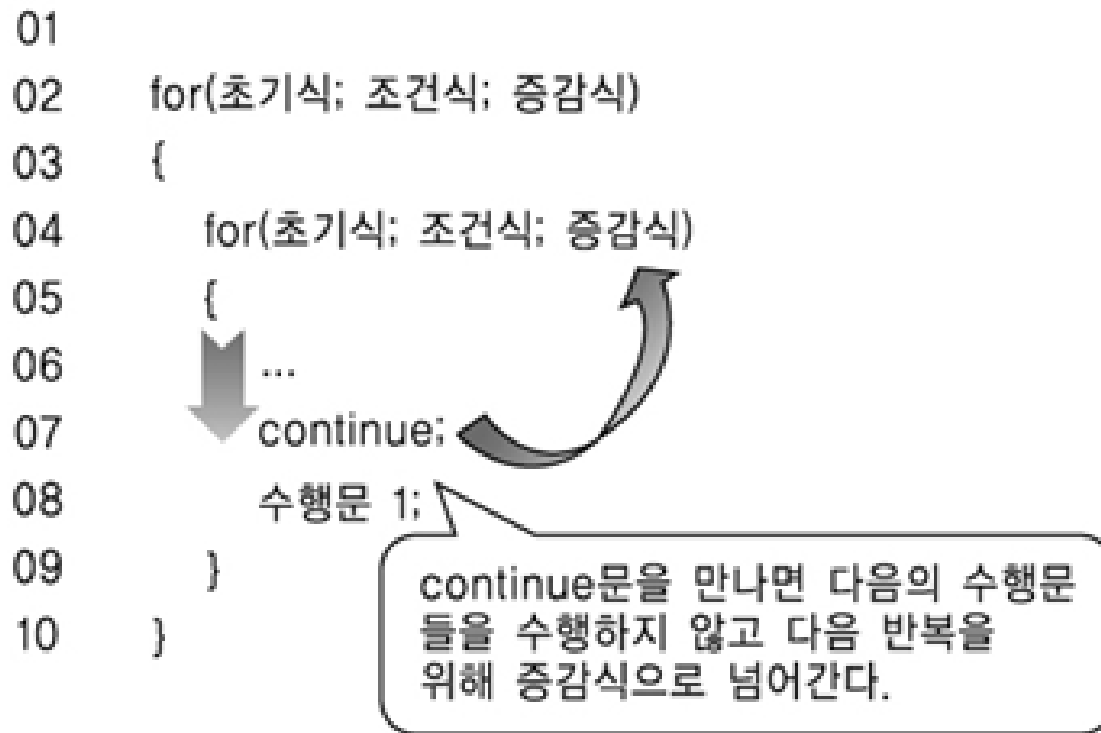 01
02 for(초기식; 조건식; 증감식)
03 {
04 for(초기식; 조건식; 증감식)
05 {
06 ...
07 continue;
08 수행문 1;
09 }
10 }
continue문을 만나면 다음의 수행문
들을 수행하지 않고 다음 반복을
위해 증감식으로 넘어간다.